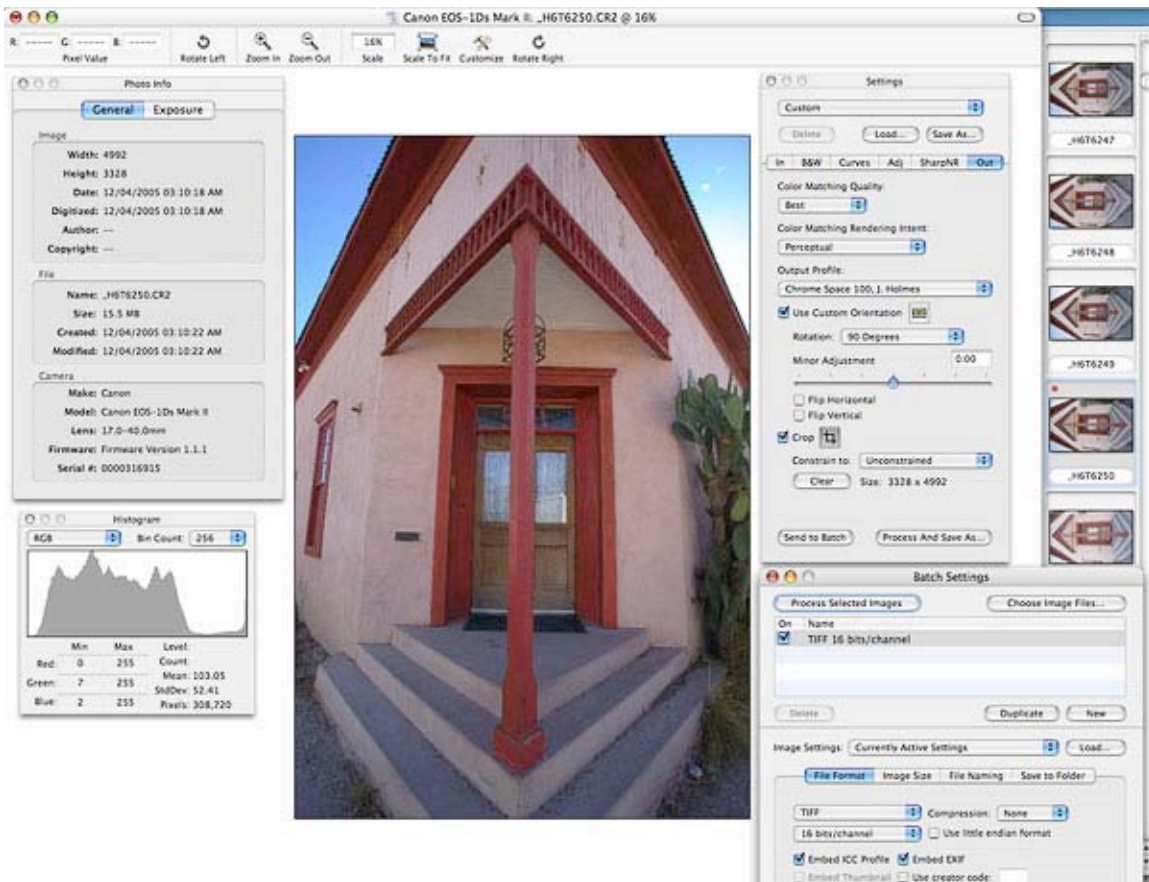 Canon EOS-1Ds Mark II: _H6T6250.CR2 @ 16%
R: ----- G: ----- B: -----
16%
Pixel Value Rotate Left Zoom In Zoom Out Scale Scale To Fit Customize Rotate Right
Photo Info
General Exposure
Image
Width: 4992
Height: 3328
Date: 12/04/2005 03:10:18 AM
Digitized: 12/04/2005 03:10:18 AM
Author: --
Copyright: --
File
Name: _H6T6250.CR2
Size: 15.5 MB
Created: 12/04/2005 03:10:22 AM
Modified: 12/04/2005 03:10:22 AM
Camera
Make: Canon
Model: Canon EOS-1Ds Mark II
Lens: 17.0-40.0mm
Firmware: Firmware Version 1.1.1
Serial #: 0000316915
Histogram
RGB Bin Count: 256
Min Max Level:
Red: 0 255 Count:
Mean: 103.05
Green: 7 255
StdDev: 52.41
Blue: 2 255 Pixels: 308,720
Settings
Custom
Delete Load... Save As...
In B&W Curves Adj SharpNR Out
Color Matching Quality:
Best
Color Matching Rendering Intent:
Perceptual
Output Profile:
Chrome Space 100, J. Holmes
Use Custom Orientation
Rotation: 90 Degrees
Minor Adjustment 0.00
Flip Horizontal
Flip Vertical
Crop
Constrain to: Unconstrained
Clear Size: 3328 x 4992
Send to Batch Process And Save As...
Batch Settings
Process Selected Images Choose Image Files...
On Name
TIFF 16 bits/channel
Delete Duplicate New
Image Settings: Currently Active Settings Load...
File Format Image Size File Naming Save to Folder
TIFF Compression: None
16 bits/channel Use little endian format
Embed ICC Profile Embed EXIF
Embed Thumbnail Use creator code:
_H6T6247
_H6T6248
_H6T6249
_H6T6250